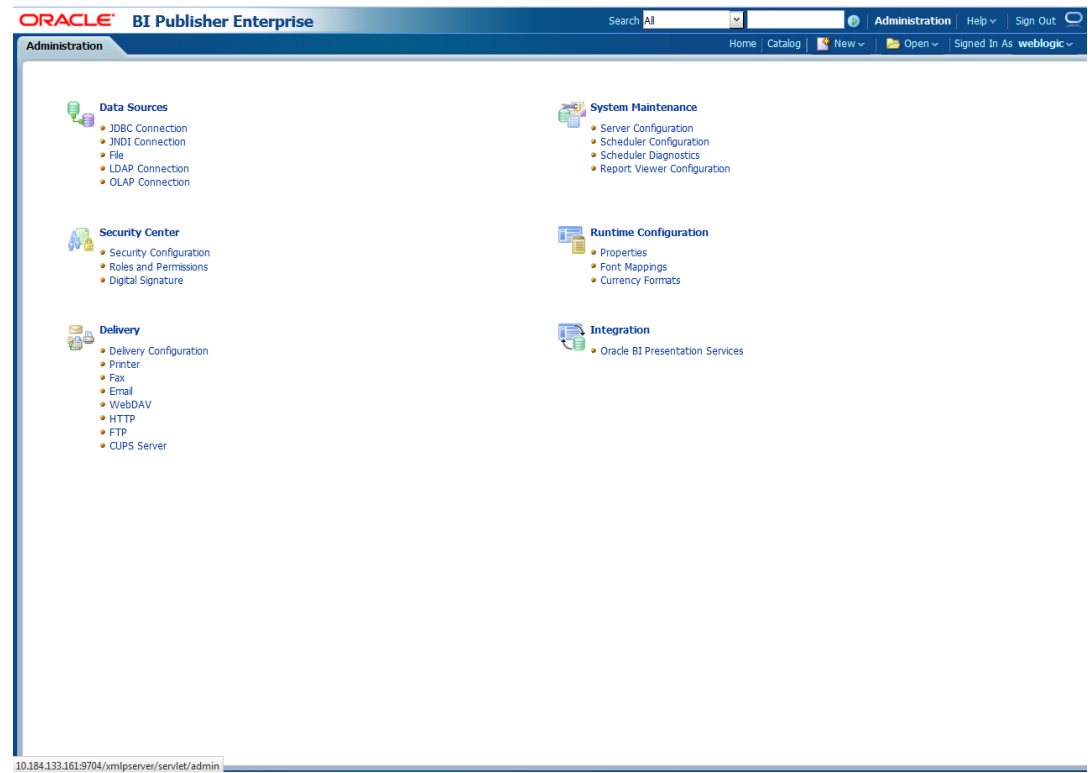 ORACLE BI Publisher Enterprise
Search All Administration Help Sign Out
Administration
Home Catalog New Open Signed In As weblogic
Data Sources
JDBC Connection
JNDI Connection
File
LDAP Connection
OLAP Connection
System Maintenance
Server Configuration
Scheduler Configuration
Scheduler Diagnostics
Report Viewer Configuration
Security Center
Security Configuration
Roles and Permissions
Digital Signature
Runtime Configuration
Properties
Font Mappings
Currency Formats
Delivery
Delivery Configuration
Printer
Fax
Email
WebDAV
HTTP
FTP
CUPS Server
Integration
Oracle BI Presentation Services
10.184.133.161:9704/xmlpserver/servlet/admin